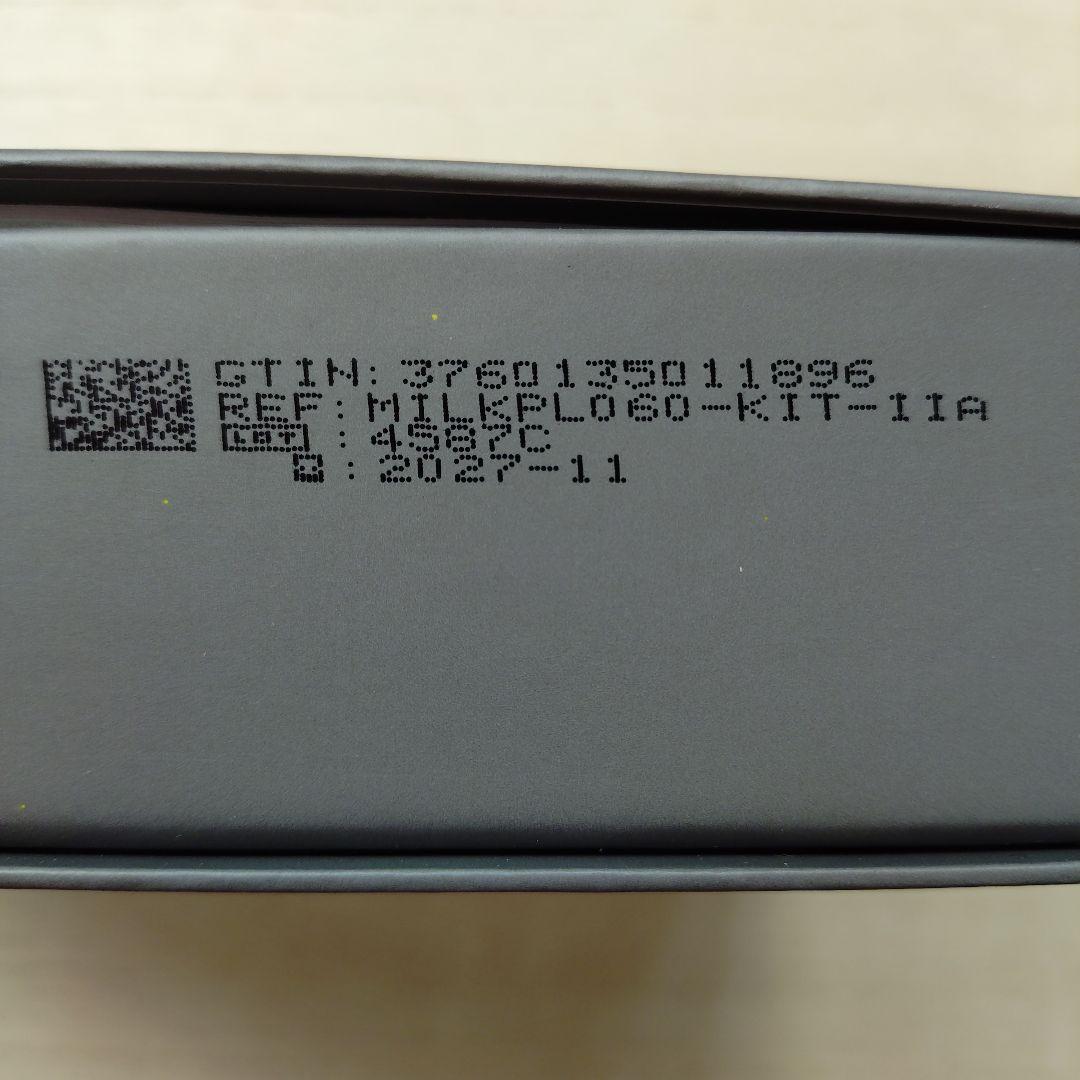 GTIN: 3760135011896
REF: MILKPL060-KIT-IIA
LOT : 4587C
: 2027-11